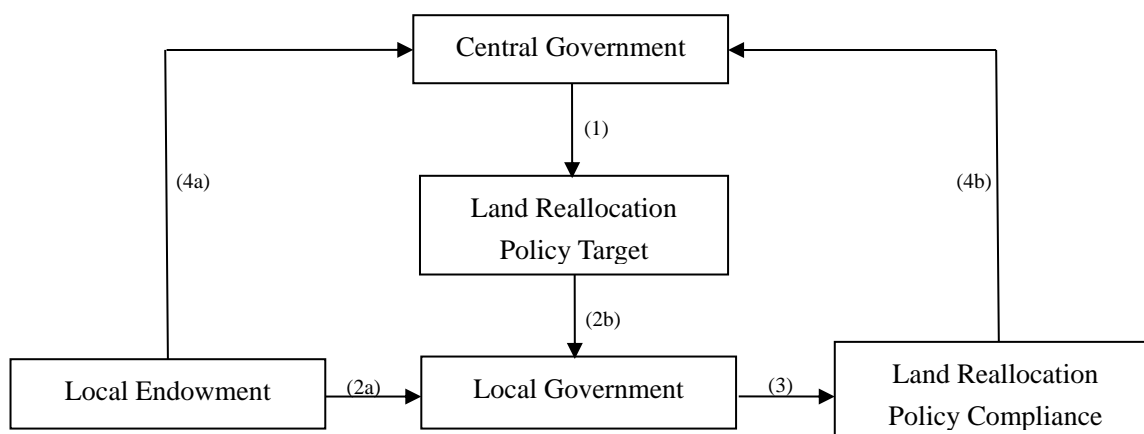 Central Government
(1)
(4a)
(4b)
Land Reallocation
Policy Target
(2b)
Local Endowment
(2a)
Local Government
(3)
Land Reallocation
Policy Compliance